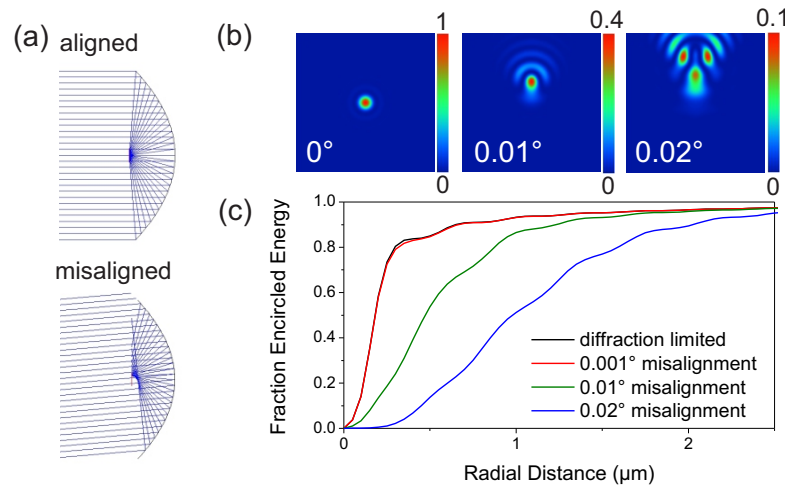 (a)
aligned
misaligned
(b)
1
0
0°
0.4
0
0.01°
0.1
0
0.02°
(c)
Fraction Encircled Energy
1.0
0.8
0.6
0.4
0.2
0.0
0
1
2
Radial Distance (µm)
diffraction limited
0.001° misalignment
0.01° misalignment
0.02° misalignment